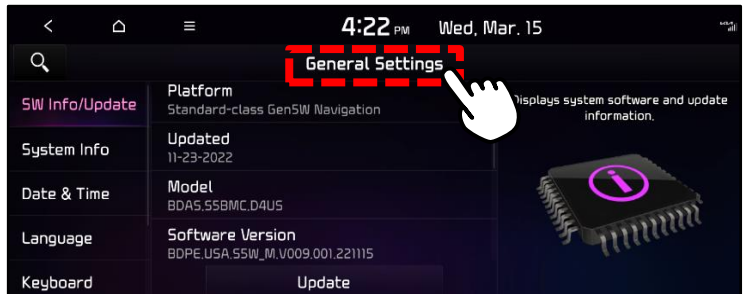 4:22 PM Wed, Mar. 15
General Settings
SW Info/Update
System Info
Date & Time
Language
Keyboard
Platform
Standard-class Gen5W Navigation
Updated
11-23-2022
Model
BDAS.S5BMC.D4US
Software Version
BDPE.USA.S5W_M.V009.001.221115
Update
Displays system software and update
information.